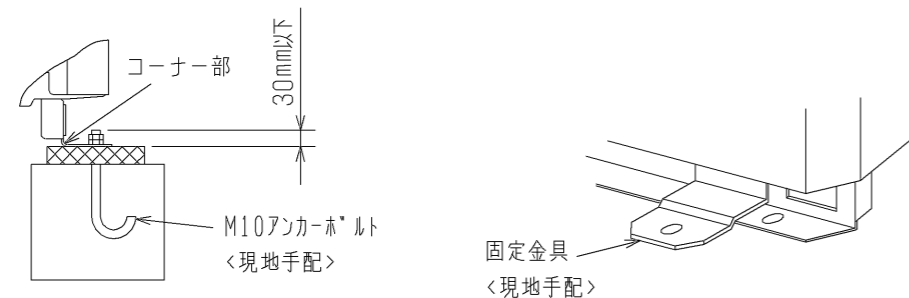 コーナー部
30mm以下
M10アンカーボルト
<現地手配>
固定金具
<現地手配>